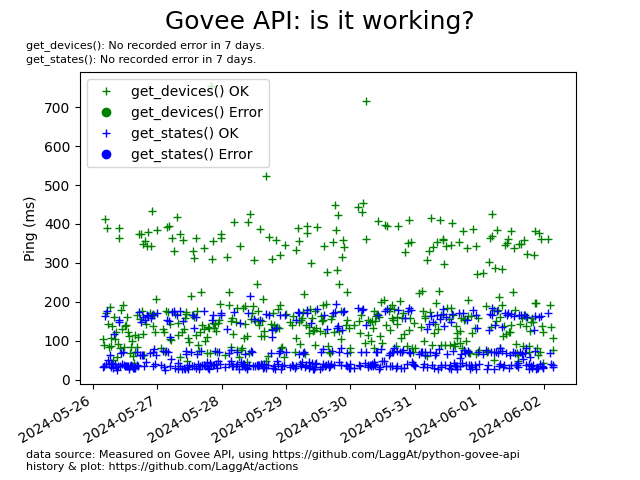 Govee API: is it working?
get_devices(): No recorded error in 7 days.
get_states(): No recorded error in 7 days.
get_devices() OK
get_devices() Error
get_states() OK
get_states() Error
Ping (ms)
700
600
500
400
300
200
100
0
2024-05-26
2024-05-27
2024-05-28
2024-05-29
2024-05-30
2024-05-31
2024-06-01
2024-06-02
data source: Measured on Govee API, using https://github.com/LaggAt/python-govee-api
history & plot: https://github.com/LaggAt/actions